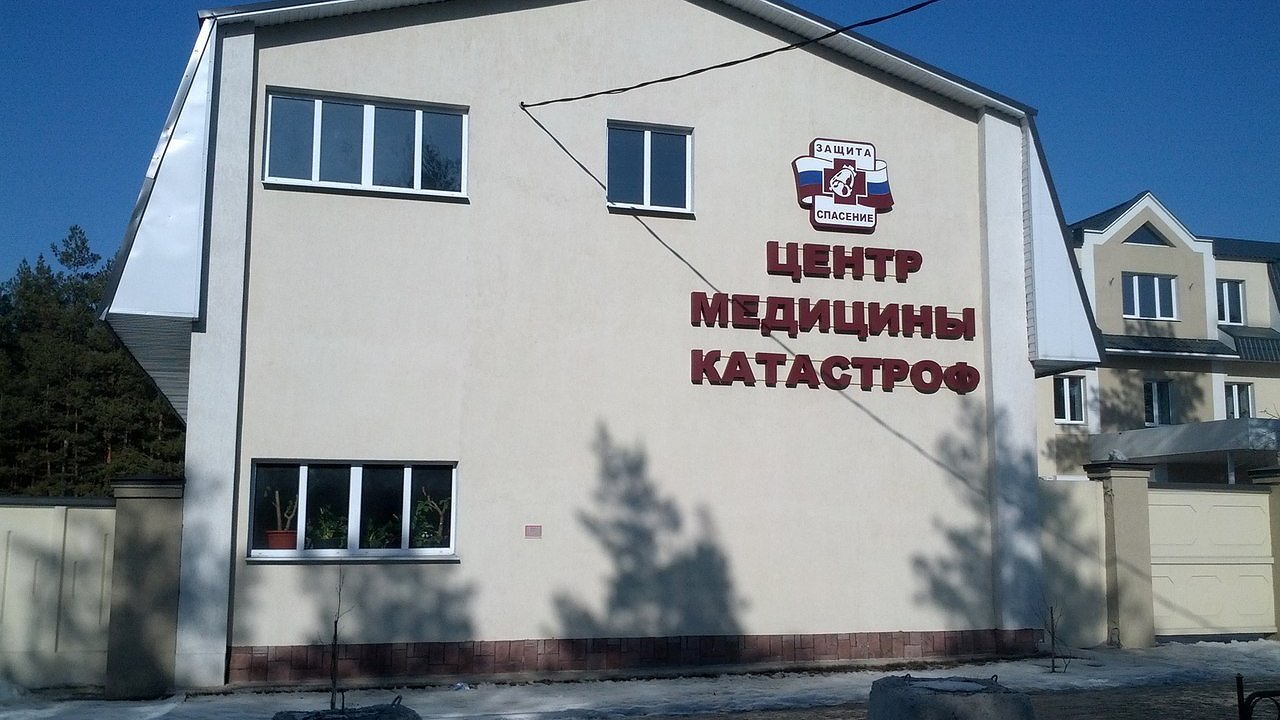 ЗАЩИТА
СПАСЕНИЕ
ЦЕНТР
МЕДИЦИНЫ
КАТАСТРОФ